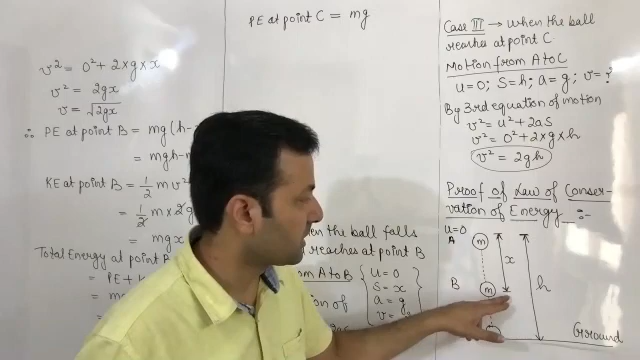 v² = 0² + 2×g×x
v² = 2gx
v = √2gx
∴ PE at point B = mg(h-
= mgh-m
KE at point B = 1/2 mv²
= 1/2 m×2g
= mgx
Total Energy at point B
= PE + K
= m
PE at point C = mg
hen the ball falls
reaches at point B
om A to B
on of
u = 0
S = x
a = g
v =
Case III → when the ball
reaches at point C
Motion from A to C
u=0; S=h; a=g; v=?
By 3rd equation of motion
v² = u² + 2as
v² = 0² + 2×g×h
v² = 2gh
Proof of Law of Conser-
vation of Energy :-
u=0
A
m
x
h
B
m
Ground